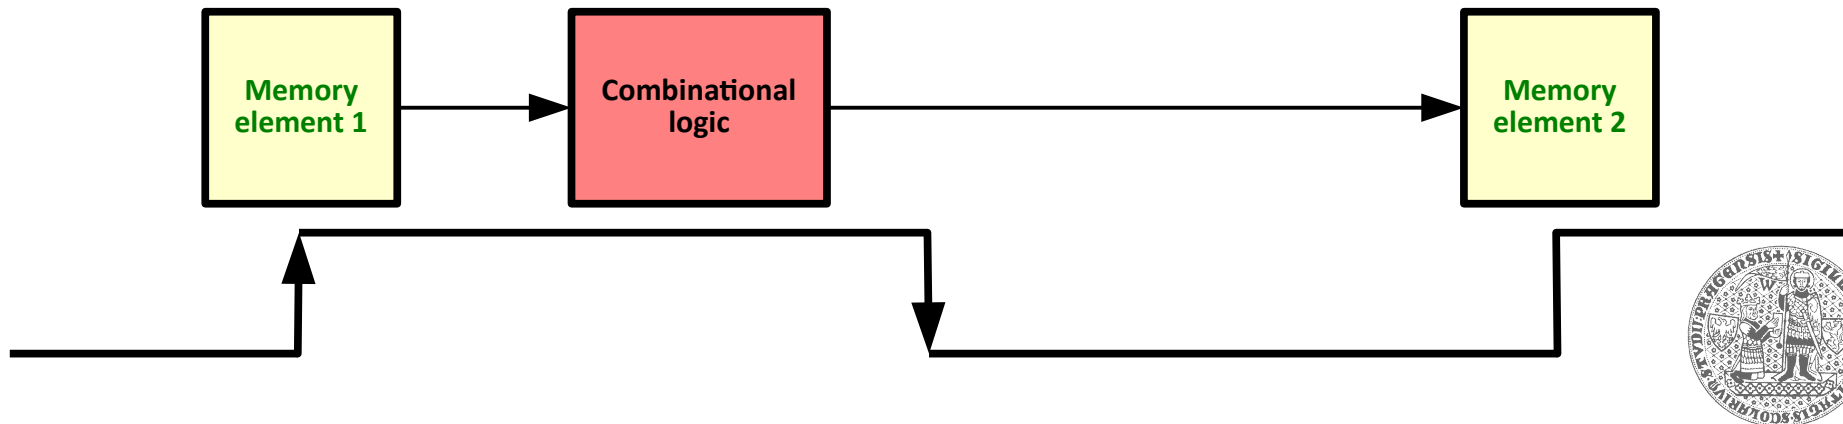 Memory
element 1
Combinational
logic
Memory
element 2